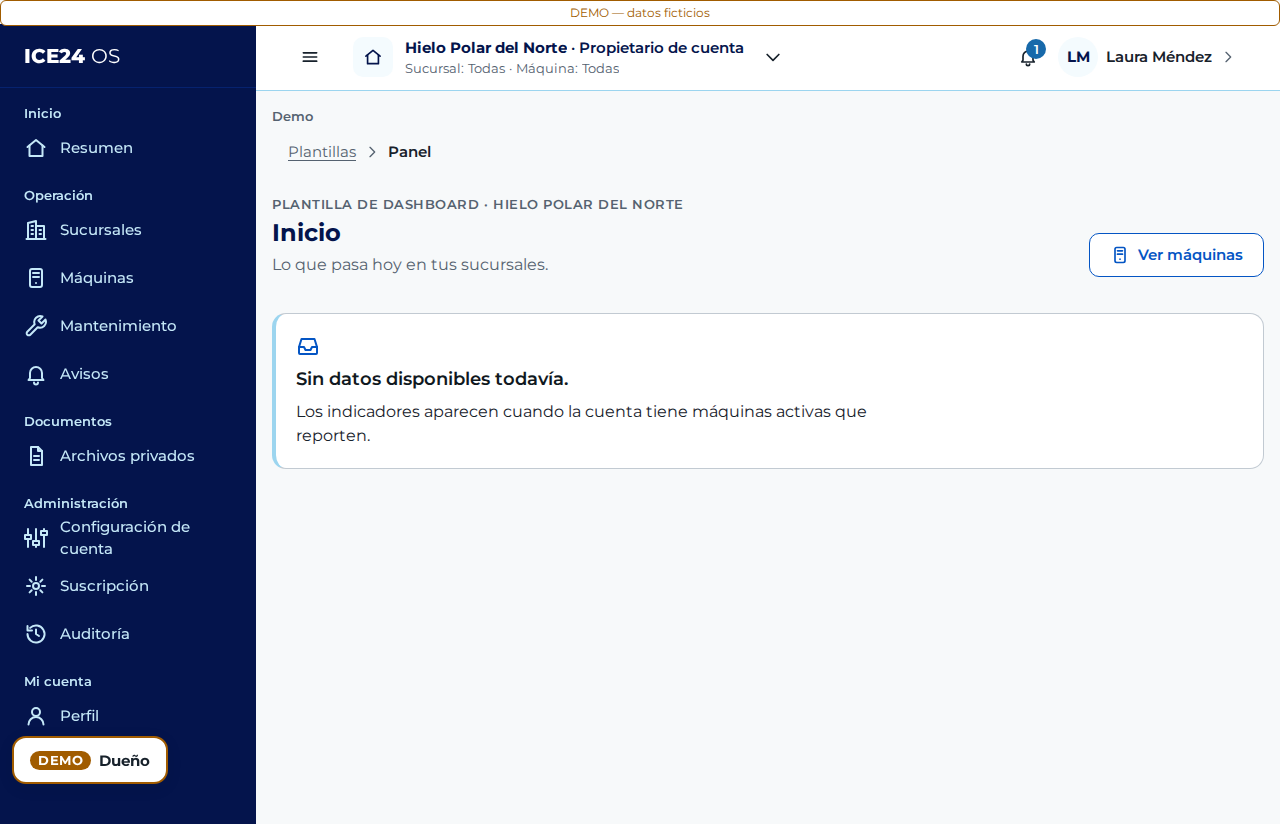 DEMO — datos ficticios
ICE24 OS
Hielo Polar del Norte · Propietario de cuenta
Sucursal: Todas · Máquina: Todas
1
LM
Laura Méndez
Inicio
Resumen
Operación
Sucursales
Máquinas
Mantenimiento
Avisos
Documentos
Archivos privados
Administración
Configuración de
cuenta
Suscripción
Auditoría
Mi cuenta
Perfil
DEMO Dueño
Demo
Plantillas > Panel
PLANTILLA DE DASHBOARD · HIELO POLAR DEL NORTE
Inicio
Lo que pasa hoy en tus sucursales.
Ver máquinas
Sin datos disponibles todavía.
Los indicadores aparecen cuando la cuenta tiene máquinas activas que
reporten.